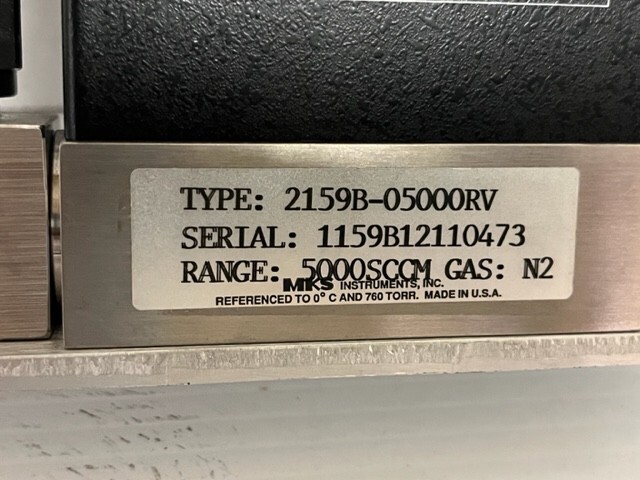 TYPE: 2159B-05000RV
SERIAL: 1159B12110473
RANGE: 5000SCCM GAS: N2
MKS INSTRUMENTS, INC.
REFERENCED TO 0° C AND 760 TORR. MADE IN U.S.A.